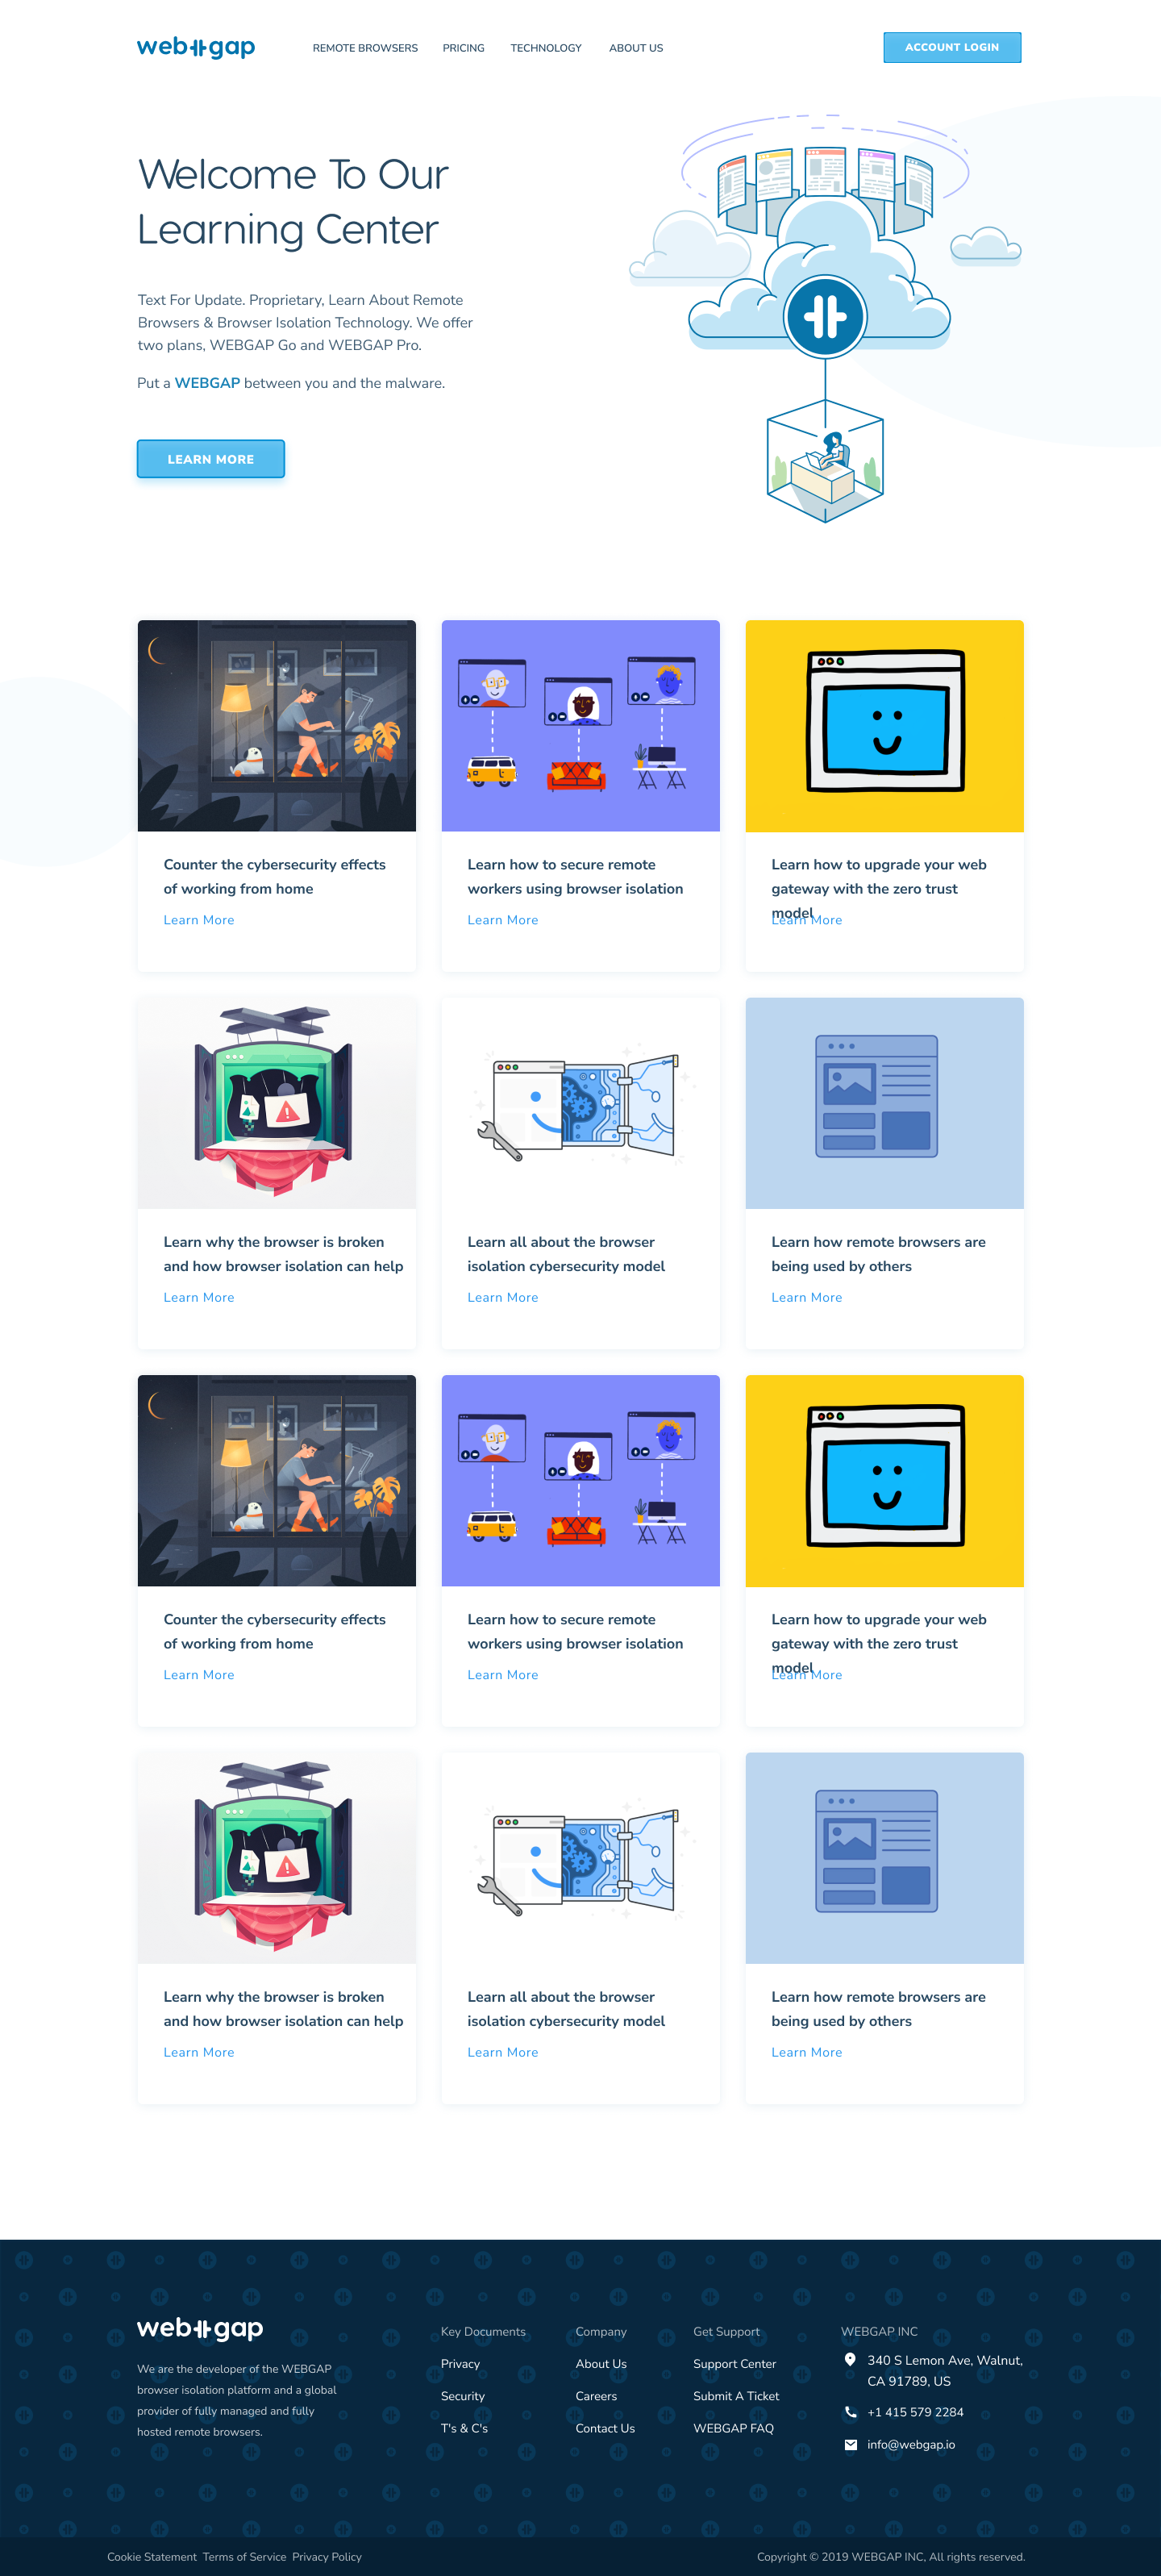 webgap
REMOTE BROWSERS
PRICING
TECHNOLOGY
ABOUT US
ACCOUNT LOGIN
Welcome To Our
Learning Center
Text For Update. Proprietary, Learn About Remote
Browsers & Browser Isolation Technology. We offer
two plans, WEBGAP Go and WEBGAP Pro.
Put a WEBGAP between you and the malware.
LEARN MORE
Counter the cybersecurity effects
of working from home
Learn More
Learn how to secure remote
workers using browser isolation
Learn More
Learn how to upgrade your web
gateway with the zero trust
model
Learn More
Learn why the browser is broken
and how browser isolation can help
Learn More
Learn all about the browser
isolation cybersecurity model
Learn More
Learn how remote browsers are
being used by others
Learn More
Counter the cybersecurity effects
of working from home
Learn More
Learn how to secure remote
workers using browser isolation
Learn More
Learn how to upgrade your web
gateway with the zero trust
model
Learn More
Learn why the browser is broken
and how browser isolation can help
Learn More
Learn all about the browser
isolation cybersecurity model
Learn More
Learn how remote browsers are
being used by others
Learn More
webgap
We are the developer of the WEBGAP
browser isolation platform and a global
provider of fully managed and fully
hosted remote browsers.
Key Documents
Privacy
Security
T's & C's
Company
About Us
Careers
Contact Us
Get Support
Support Center
Submit A Ticket
WEBGAP FAQ
WEBGAP INC
340 S Lemon Ave, Walnut,
CA 91789, US
+1 415 579 2284
info@webgap.io
Cookie Statement Terms of Service Privacy Policy
Copyright © 2019 WEBGAP INC, All rights reserved.